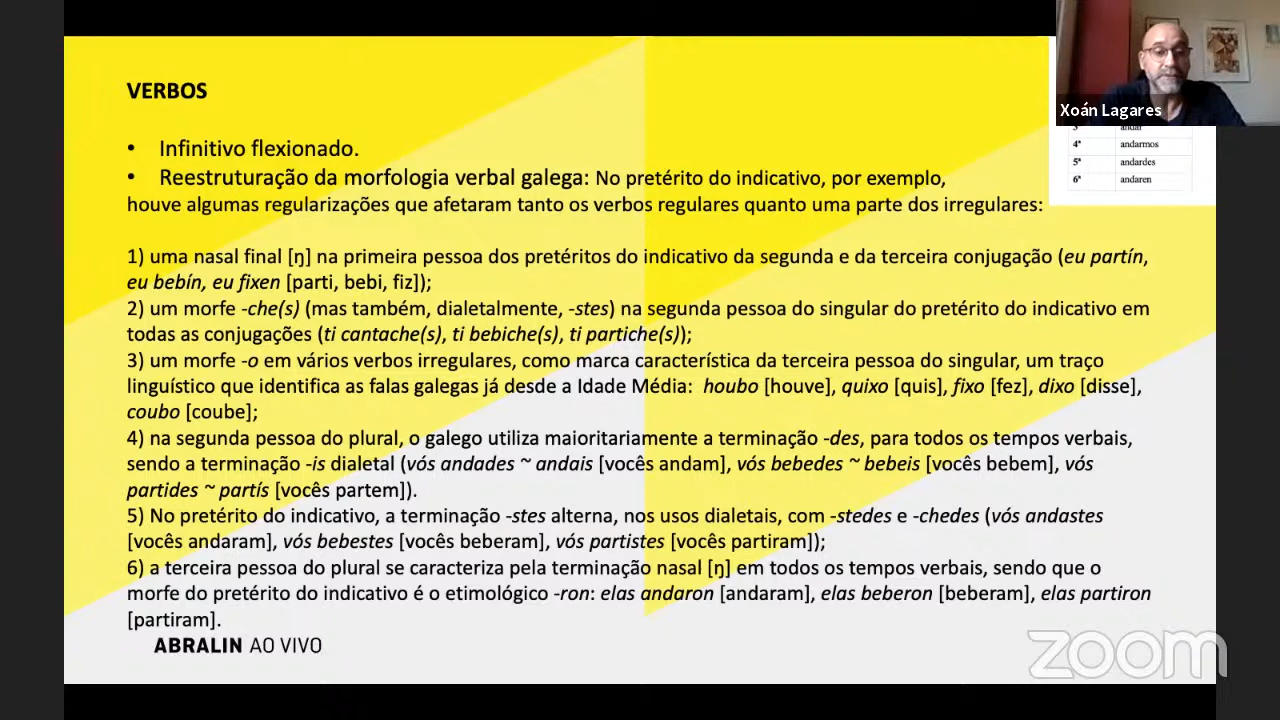 VERBOS
• Infinitivo flexionado.
• Reestruturação da morfologia verbal galega: No pretérito do indicativo, por exemplo,
houve algumas regularizações que afetaram tanto os verbos regulares quanto uma parte dos irregulares:
1) uma nasal final [ŋ] na primeira pessoa dos pretéritos do indicativo da segunda e da terceira conjugação (eu partín,
eu bebín, eu fixen [parti, bebi, fiz]);
2) um morfe -che(s) (mas também, dialetalmente, -stes) na segunda pessoa do singular do pretérito do indicativo em
todas as conjugações (ti cantache(s), ti bebiche(s), ti partiche(s));
3) um morfe -o em vários verbos irregulares, como marca característica da terceira pessoa do singular, um traço
linguístico que identifica as falas galegas já desde a Idade Média: houbo [houve], quixo [quis], fixo [fez], dixo [disse],
coubo [coube];
4) na segunda pessoa do plural, o galego utiliza maioritariamente a terminação -des, para todos os tempos verbais,
sendo a terminação -is dialetal (vós andades ~ andais [vocês andam], vós bebedes ~ bebeis [vocês bebem], vós
partides ~ partís [vocês partem]).
5) No pretérito do indicativo, a terminação -stes alterna, nos usos dialetais, com -stedes e -chedes (vós andastes
[vocês andaram], vós bebestes [vocês beberam], vós partistes [vocês partiram]);
6) a terceira pessoa do plural se caracteriza pela terminação nasal [ŋ] em todos os tempos verbais, sendo que o
morfe do pretérito do indicativo é o etimológico -ron: elas andaron [andaram], elas beberon [beberam], elas partiron
[partiram].
ABRALIN AO VIVO
Xoán Lagares
3ª andar
4ª andarmos
5ª andardes
6ª andaren
zoom